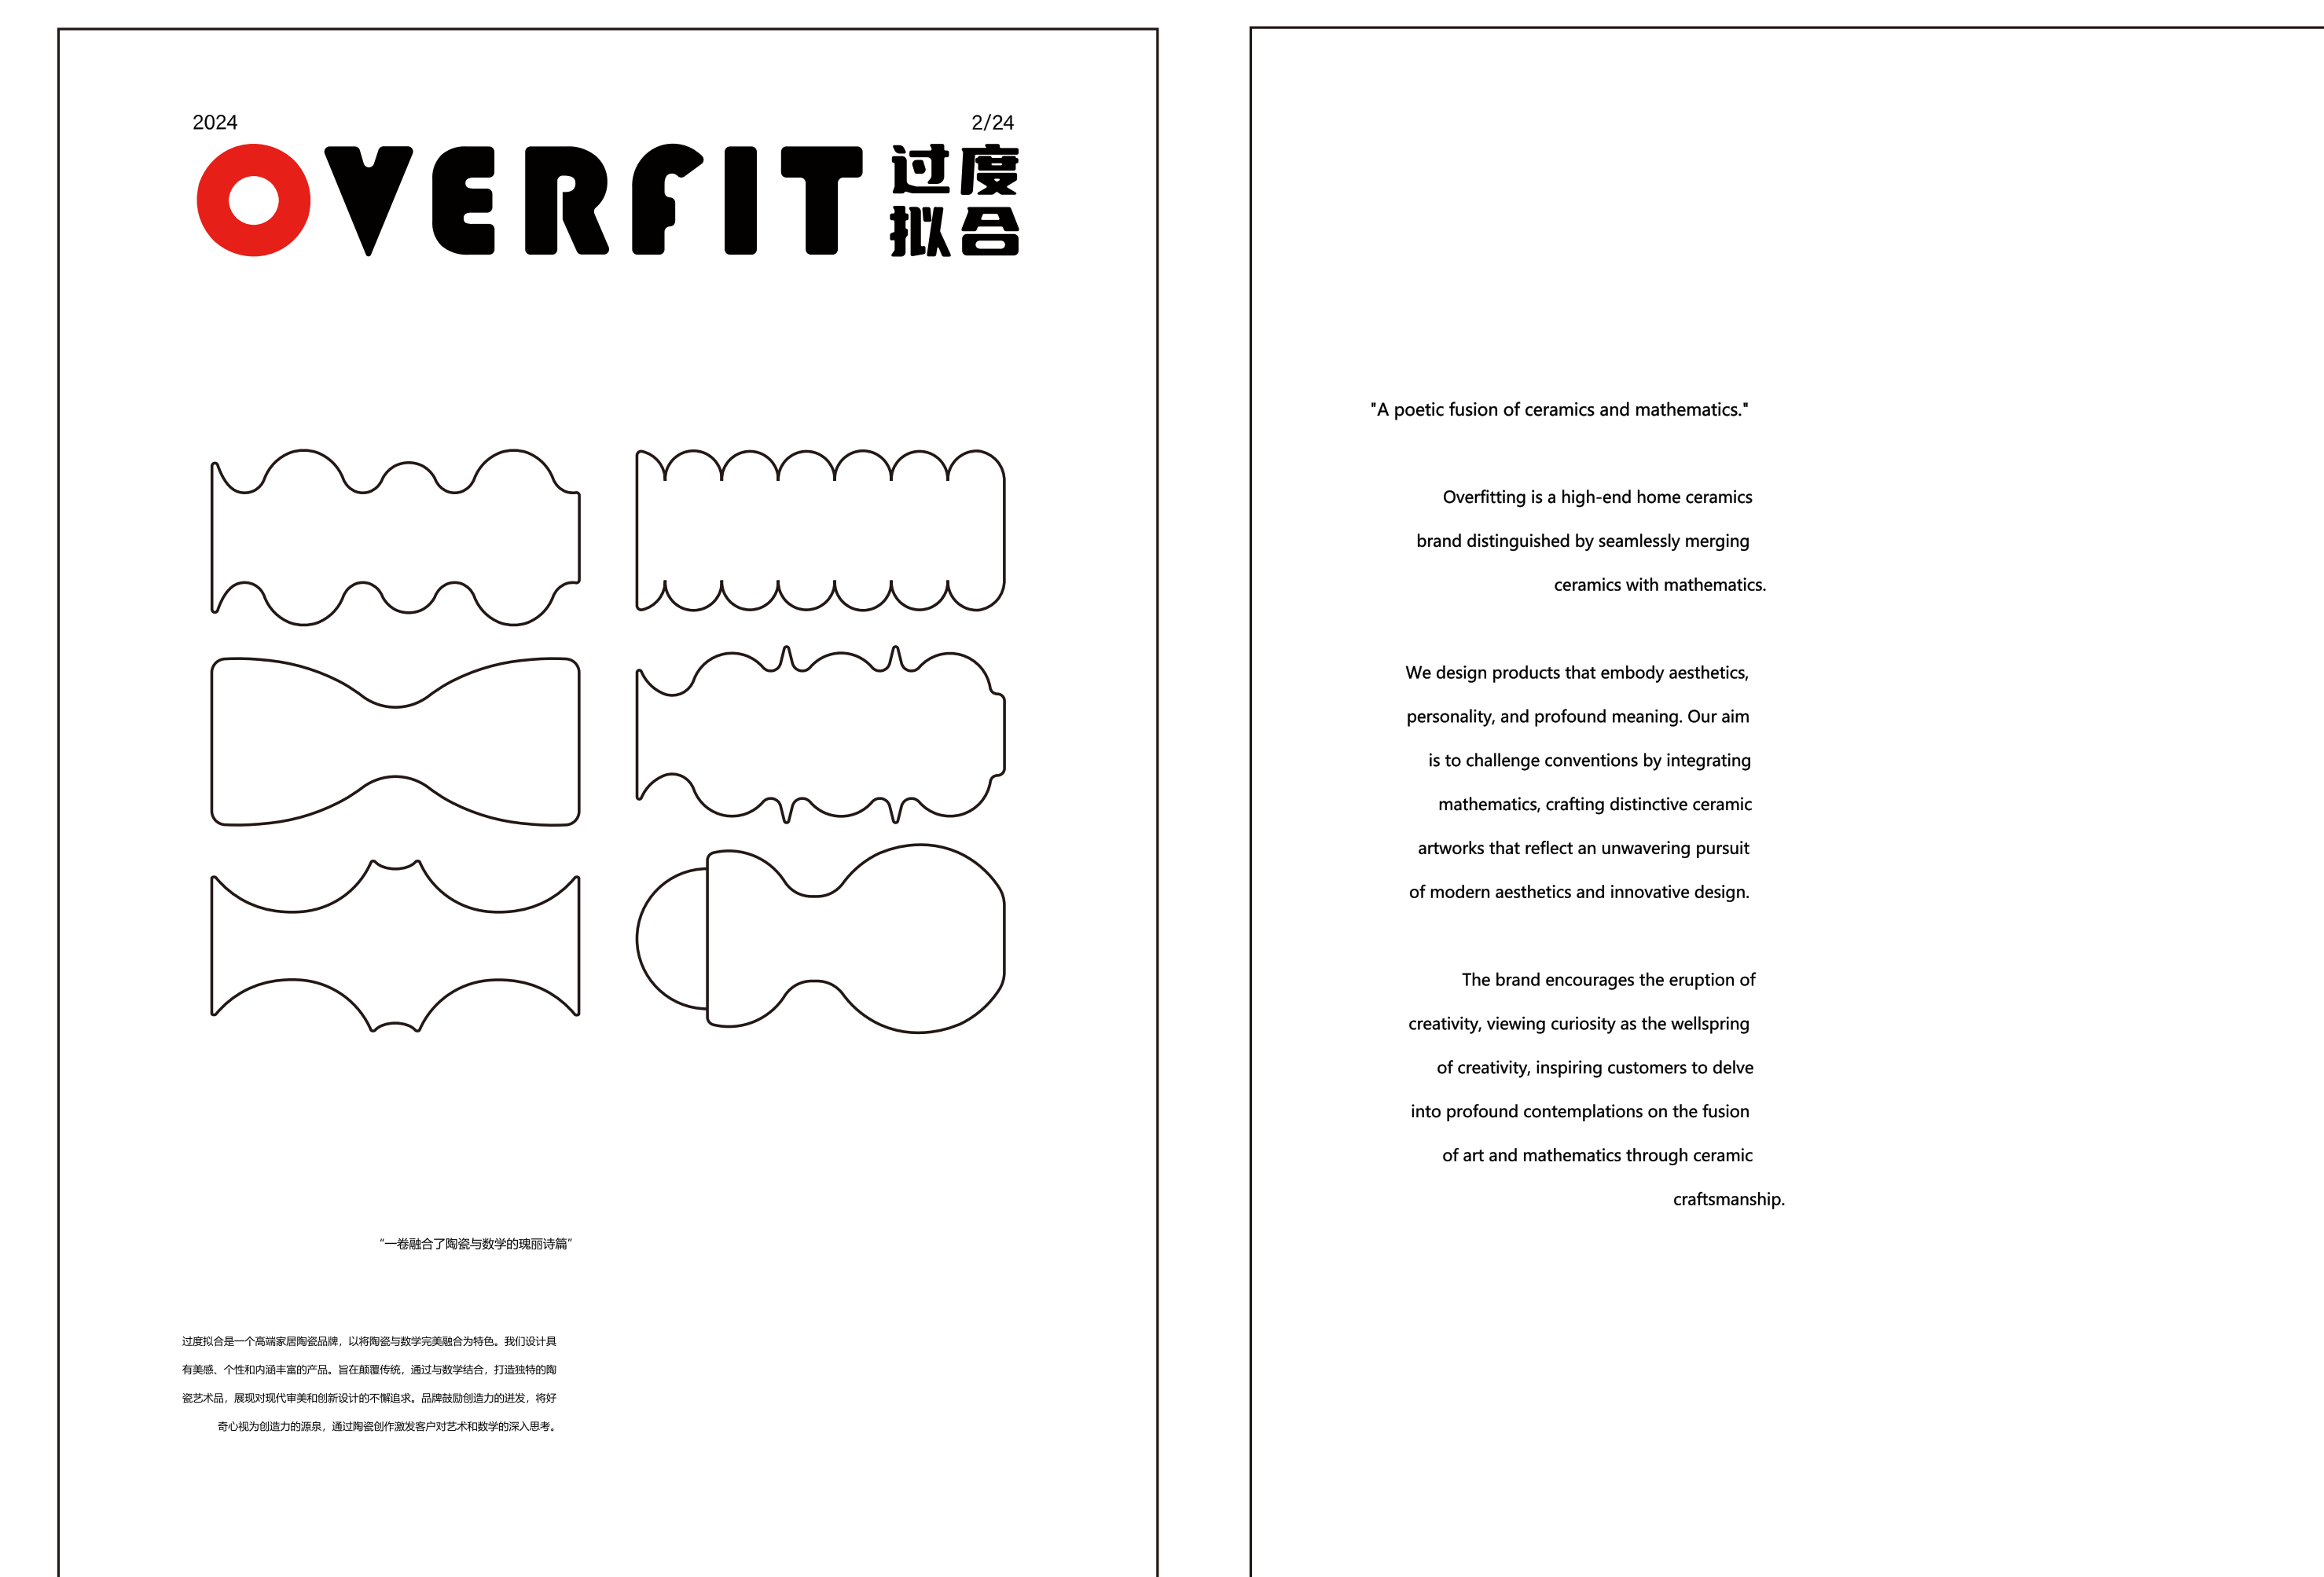 2024
2/24
OVERFIT
过度
拟合
“一卷融合了陶瓷与数学的瑰丽诗篇”
过度拟合是一个高端家居陶瓷品牌，以将陶瓷与数学完美融合为特色。我们设计具
有美感、个性和内涵丰富的产品。旨在颠覆传统，通过与数学结合，打造独特的陶
瓷艺术品，展现对现代审美和创新设计的不懈追求。品牌鼓励创造力的迸发，将好
奇心视为创造力的源泉，通过陶瓷创作激发客户对艺术和数学的深入思考。
"A poetic fusion of ceramics and mathematics."
Overfitting is a high-end home ceramics
brand distinguished by seamlessly merging
ceramics with mathematics.
We design products that embody aesthetics,
personality, and profound meaning. Our aim
is to challenge conventions by integrating
mathematics, crafting distinctive ceramic
artworks that reflect an unwavering pursuit
of modern aesthetics and innovative design.
The brand encourages the eruption of
creativity, viewing curiosity as the wellspring
of creativity, inspiring customers to delve
into profound contemplations on the fusion
of art and mathematics through ceramic
craftsmanship.